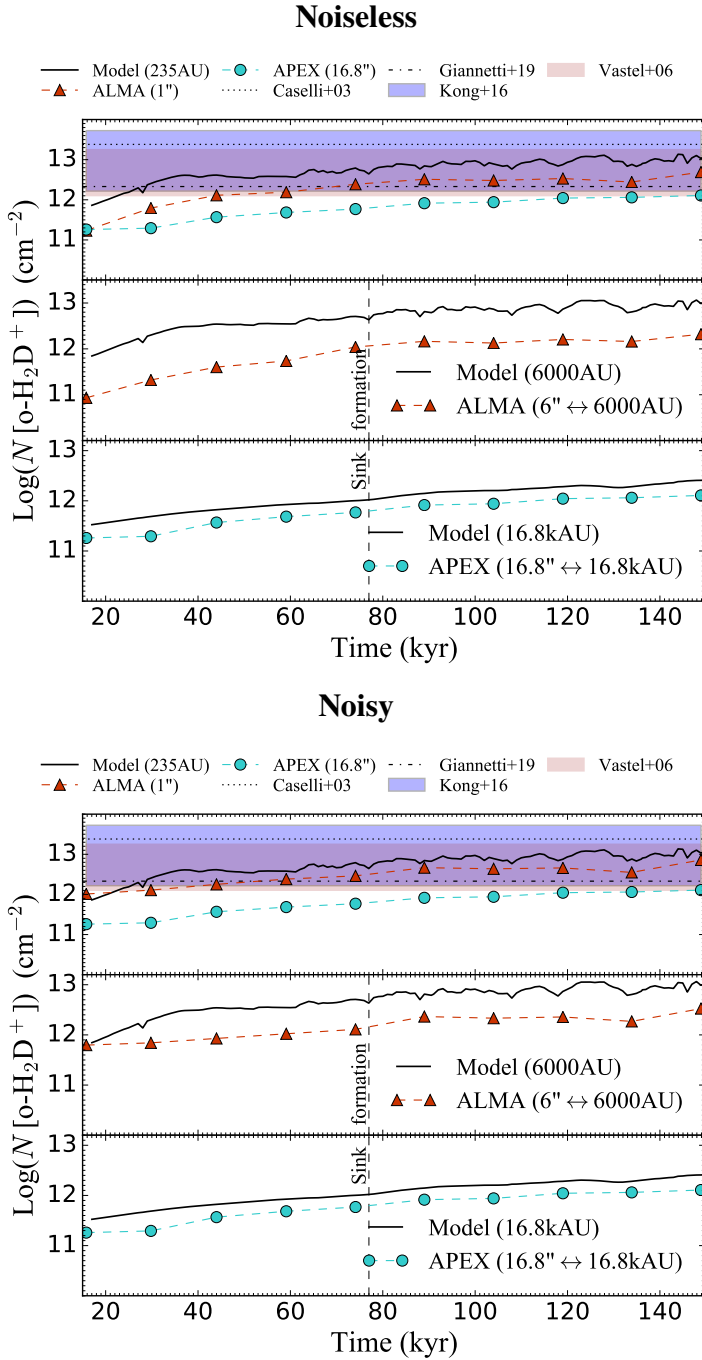 Noiseless
Model (235AU) APEX (16.8") Giannetti+19 Vastel+06
ALMA (1") Caselli+03 Kong+16
13
12
11
13
12
11
Model (6000AU)
ALMA (6" ↔ 6000AU)
13
12
11
Model (16.8kAU)
APEX (16.8" ↔ 16.8kAU)
Log(N [o-H₂D⁺]) (cm⁻²)
Sink formation
20 40 60 80 100 120 140
Time (kyr)
Noisy
Model (235AU) APEX (16.8") Giannetti+19 Vastel+06
ALMA (1") Caselli+03 Kong+16
13
12
11
13
12
11
Model (6000AU)
ALMA (6" ↔ 6000AU)
13
12
11
Model (16.8kAU)
APEX (16.8" ↔ 16.8kAU)
Log(N [o-H₂D⁺]) (cm⁻²)
Sink formation
20 40 60 80 100 120 140
Time (kyr)